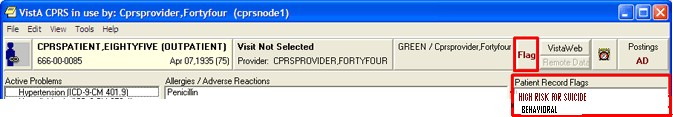 VistA CPRS in use by: Cprsprovider,Fortyfour (cprsnode1)
File Edit View Tools Help
CPRSPATIENT,EIGHTYFIVE (OUTPATIENT) Visit Not Selected GREEN / Cprsprovider,Fortyfour Flag VistaWeb Postings
666-00-0085 Apr 07,1935 (75) Provider: CPRSPROVIDER,FORTYFOUR Remote Data AD
Active Problems Allergies / Adverse Reactions Patient Record Flags
Hypertension (ICD-9-CM 401.9) Penicillin HIGH RISK FOR SUICIDE
BEHAVIORAL